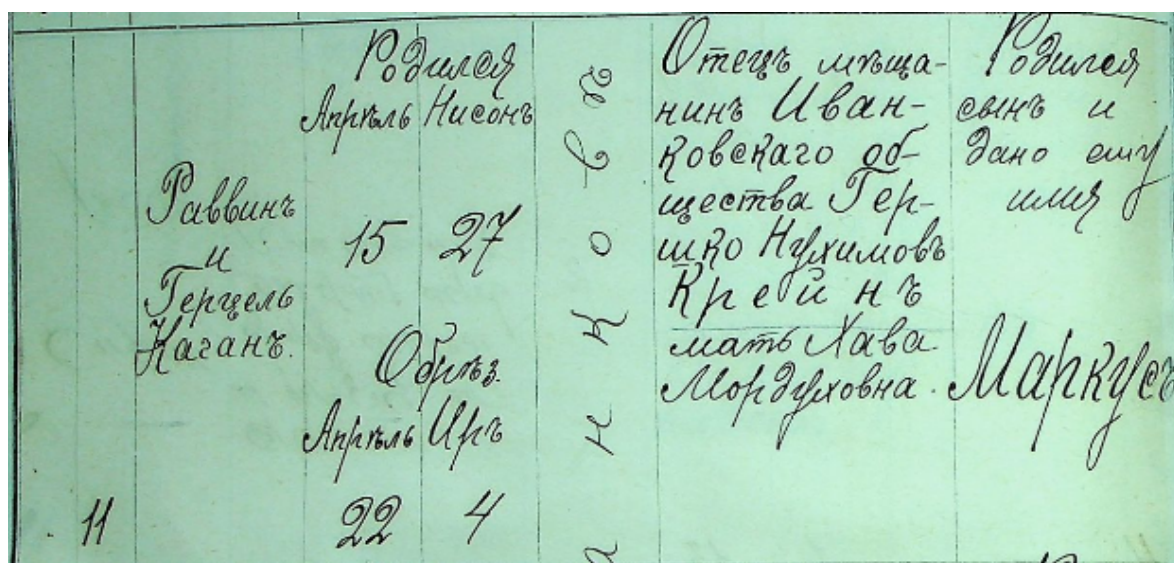 11
Раввинъ
и
Герцель
Каганъ.
Родился
Апрѣль Нисонъ
15 27
Обрѣз.
Апрѣль Иръ
22 4
а н к о в ѣ
Отецъ мѣща-
нинъ Иван-
ковскаго об-
щества Гер-
шко Нухимовъ
Крейнъ
мать Хава
Мордуховна.
Родился
сынъ и
дано ему
имя
Маркусъ